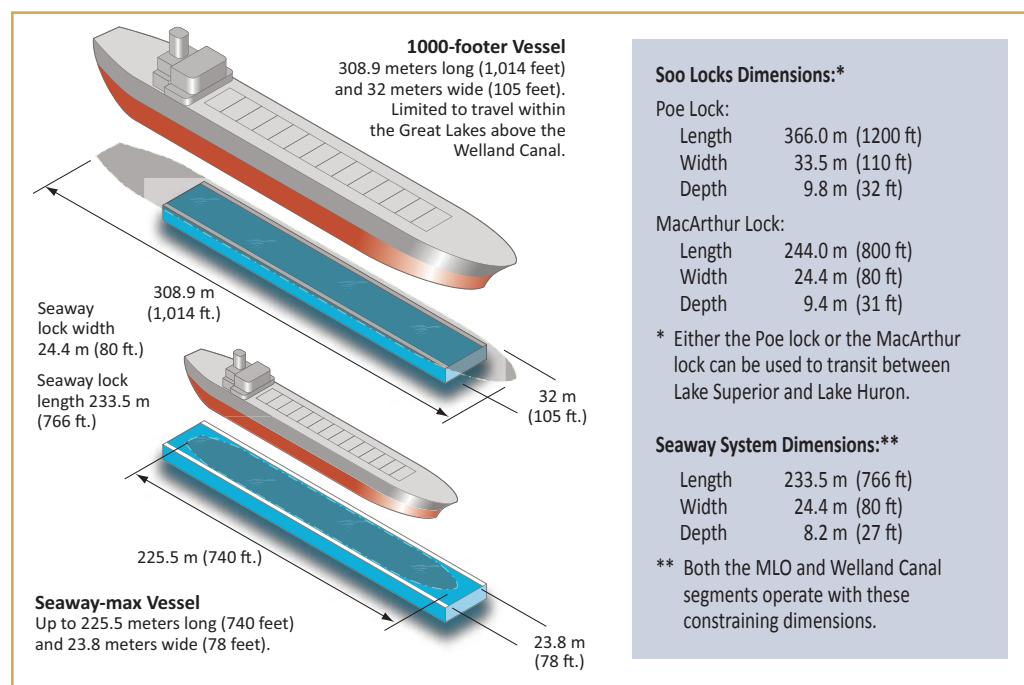 1000-footer Vessel
308.9 meters long (1,014 feet)
and 32 meters wide (105 feet).
Limited to travel within
the Great Lakes above the
Welland Canal.
308.9 m
(1,014 ft.)
32 m
(105 ft.)
Seaway
lock width
24.4 m (80 ft.)
Seaway lock
length 233.5 m
(766 ft.)
225.5 m (740 ft.)
23.8 m
(78 ft.)
Seaway-max Vessel
Up to 225.5 meters long (740 feet)
and 23.8 meters wide (78 feet).
Soo Locks Dimensions:*
Poe Lock:
Length 366.0 m (1200 ft)
Width 33.5 m (110 ft)
Depth 9.8 m (32 ft)
MacArthur Lock:
Length 244.0 m (800 ft)
Width 24.4 m (80 ft)
Depth 9.4 m (31 ft)
* Either the Poe lock or the MacArthur
lock can be used to transit between
Lake Superior and Lake Huron.
Seaway System Dimensions:**
Length 233.5 m (766 ft)
Width 24.4 m (80 ft)
Depth 8.2 m (27 ft)
** Both the MLO and Welland Canal
segments operate with these
constraining dimensions.